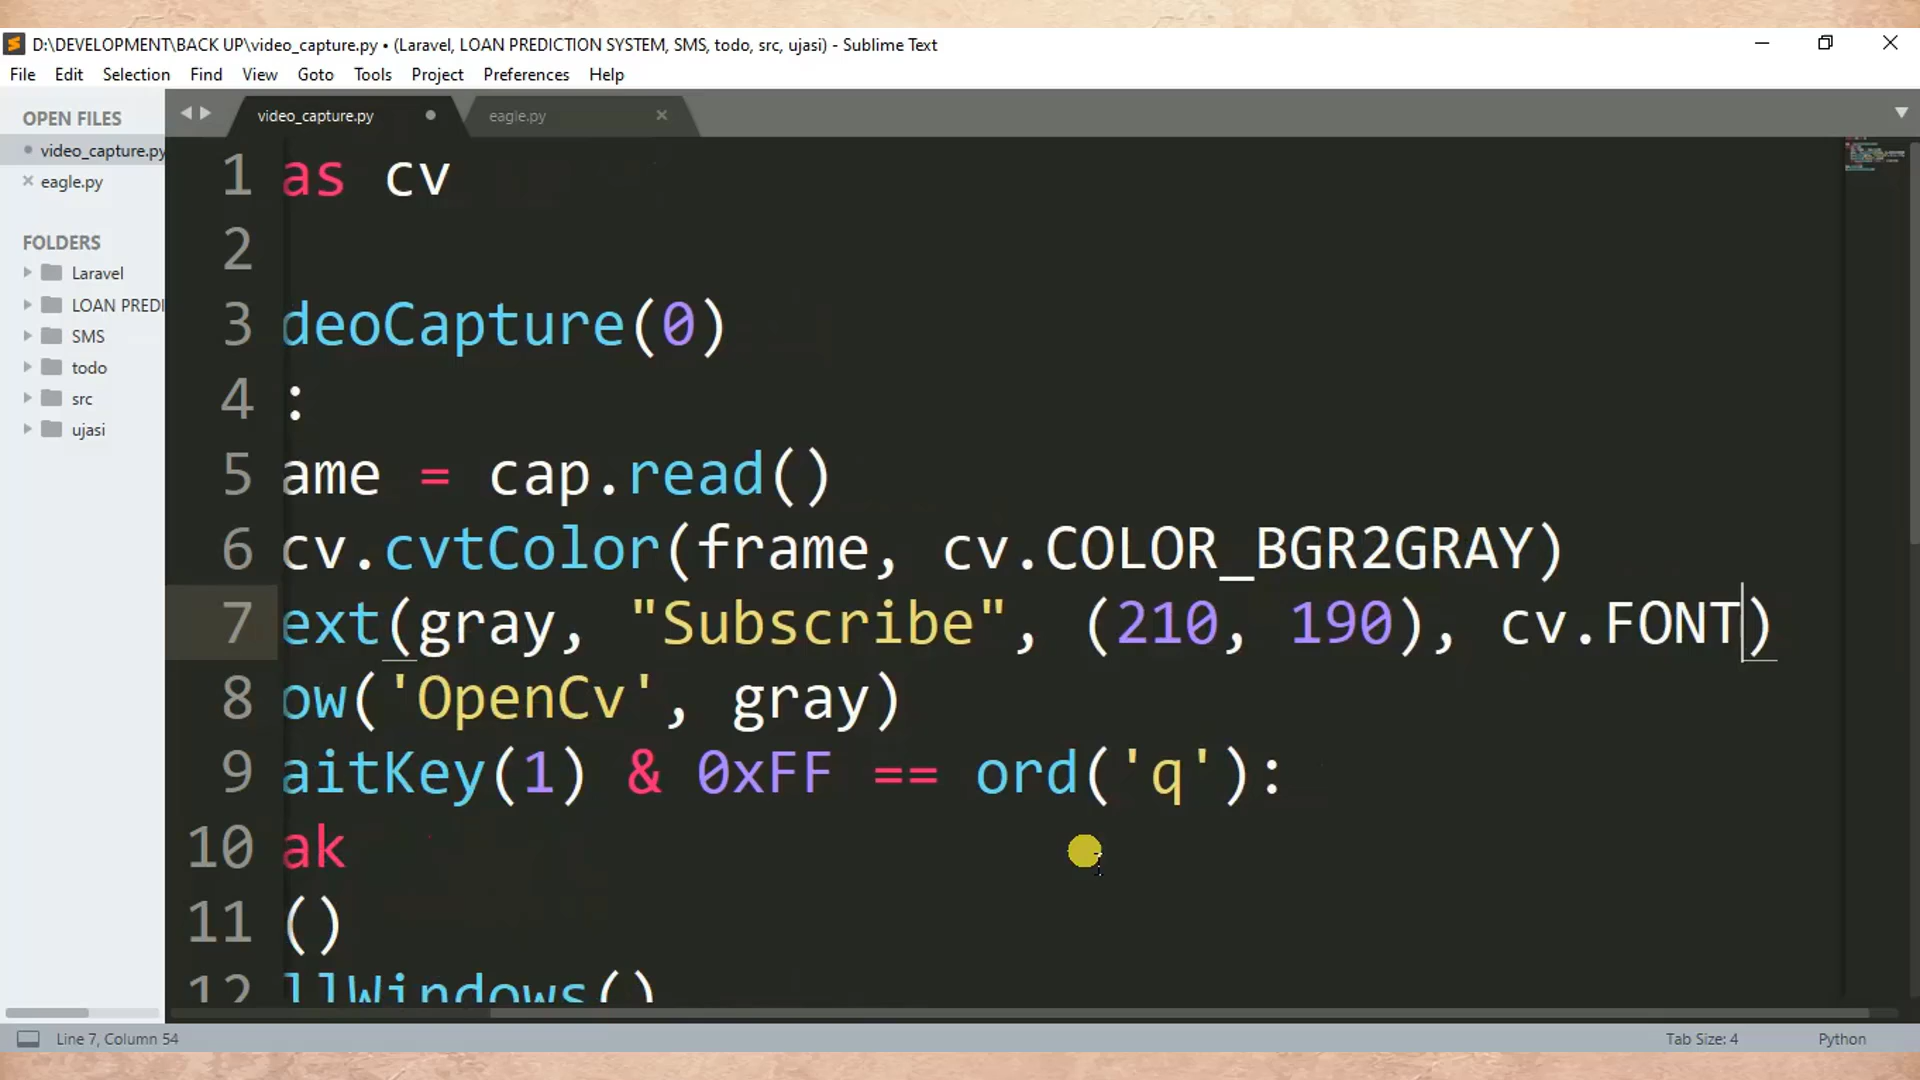 D:\DEVELOPMENT\BACK UP\video_capture.py • (Laravel, LOAN PREDICTION SYSTEM, SMS, todo, src, ujasi) - Sublime Text
File Edit Selection Find View Goto Tools Project Preferences Help
OPEN FILES
video_capture.py
eagle.py
FOLDERS
Laravel
LOAN PREDI
SMS
todo
src
ujasi
video_capture.py eagle.py
1 as cv
2
3 deoCapture(0)
4 :
5 ame = cap.read()
6 cv.cvtColor(frame, cv.COLOR_BGR2GRAY)
7 ext(gray, "Subscribe", (210, 190), cv.FONT)
8 ow('OpenCv', gray)
9 aitKey(1) & 0xFF == ord('q'):
10 ak
11 ()
12 llWindows()
Line 7, Column 54 Tab Size: 4 Python